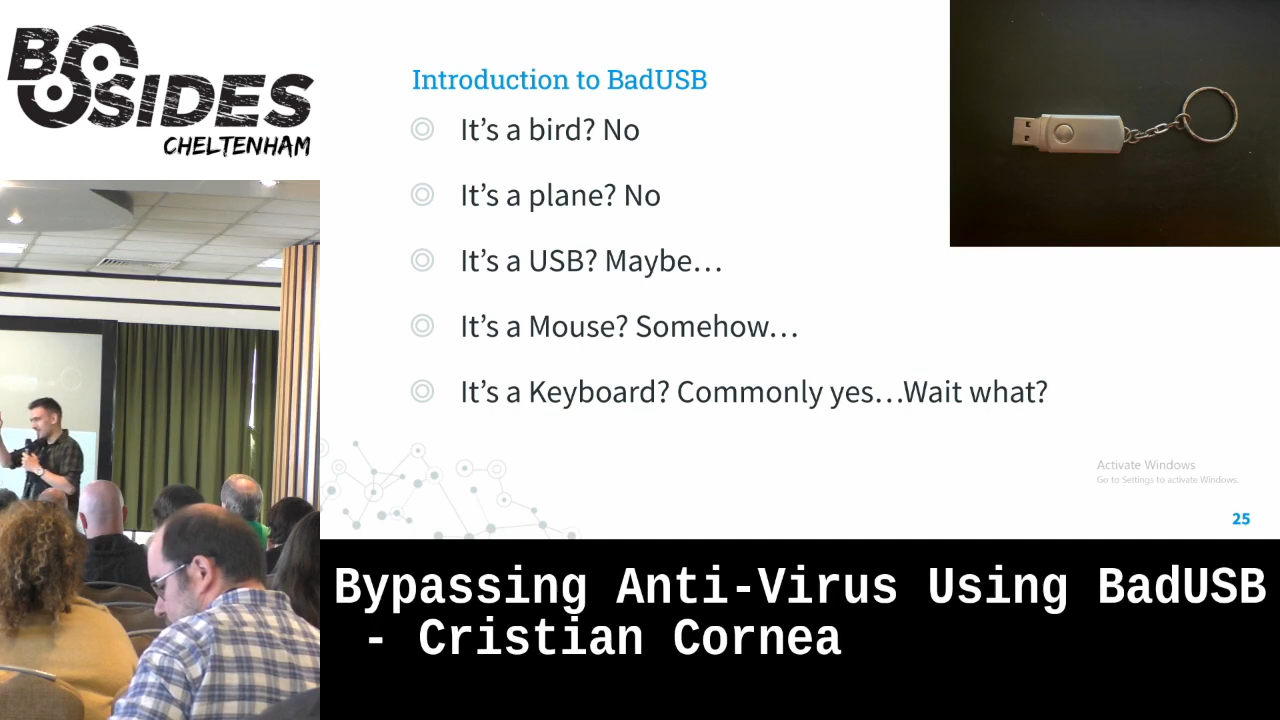 BSIDES
CHELTENHAM
Introduction to BadUSB
It's a bird? No
It's a plane? No
It's a USB? Maybe…
It's a Mouse? Somehow…
It's a Keyboard? Commonly yes…Wait what?
Activate Windows
Go to Settings to activate Windows.
25
Bypassing Anti-Virus Using BadUSB
- Cristian Cornea